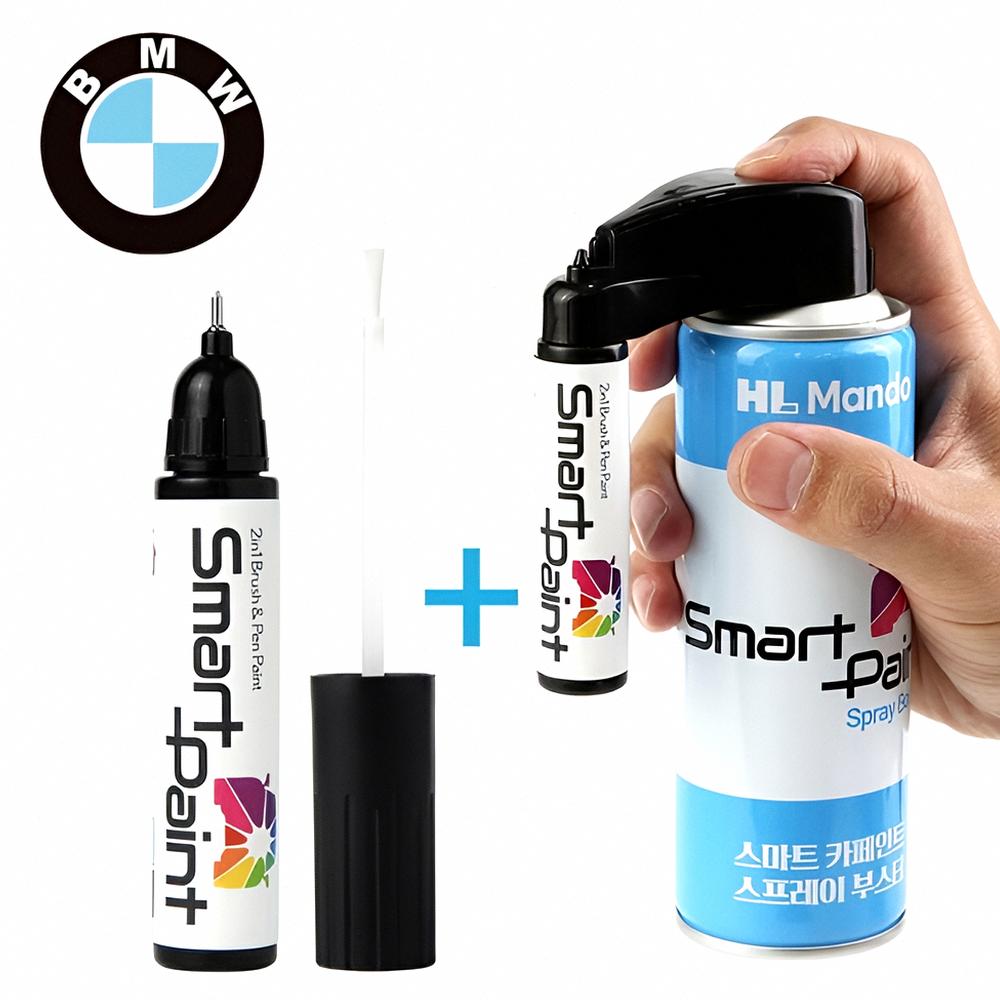 BMW
2in1 Brush & Pen Paint
Smart
Paint
2in1 Brush & Pen Paint
Smart
Paint
HL Mando
Smart
Spray
스마트 카페인트
스프레이 부스터